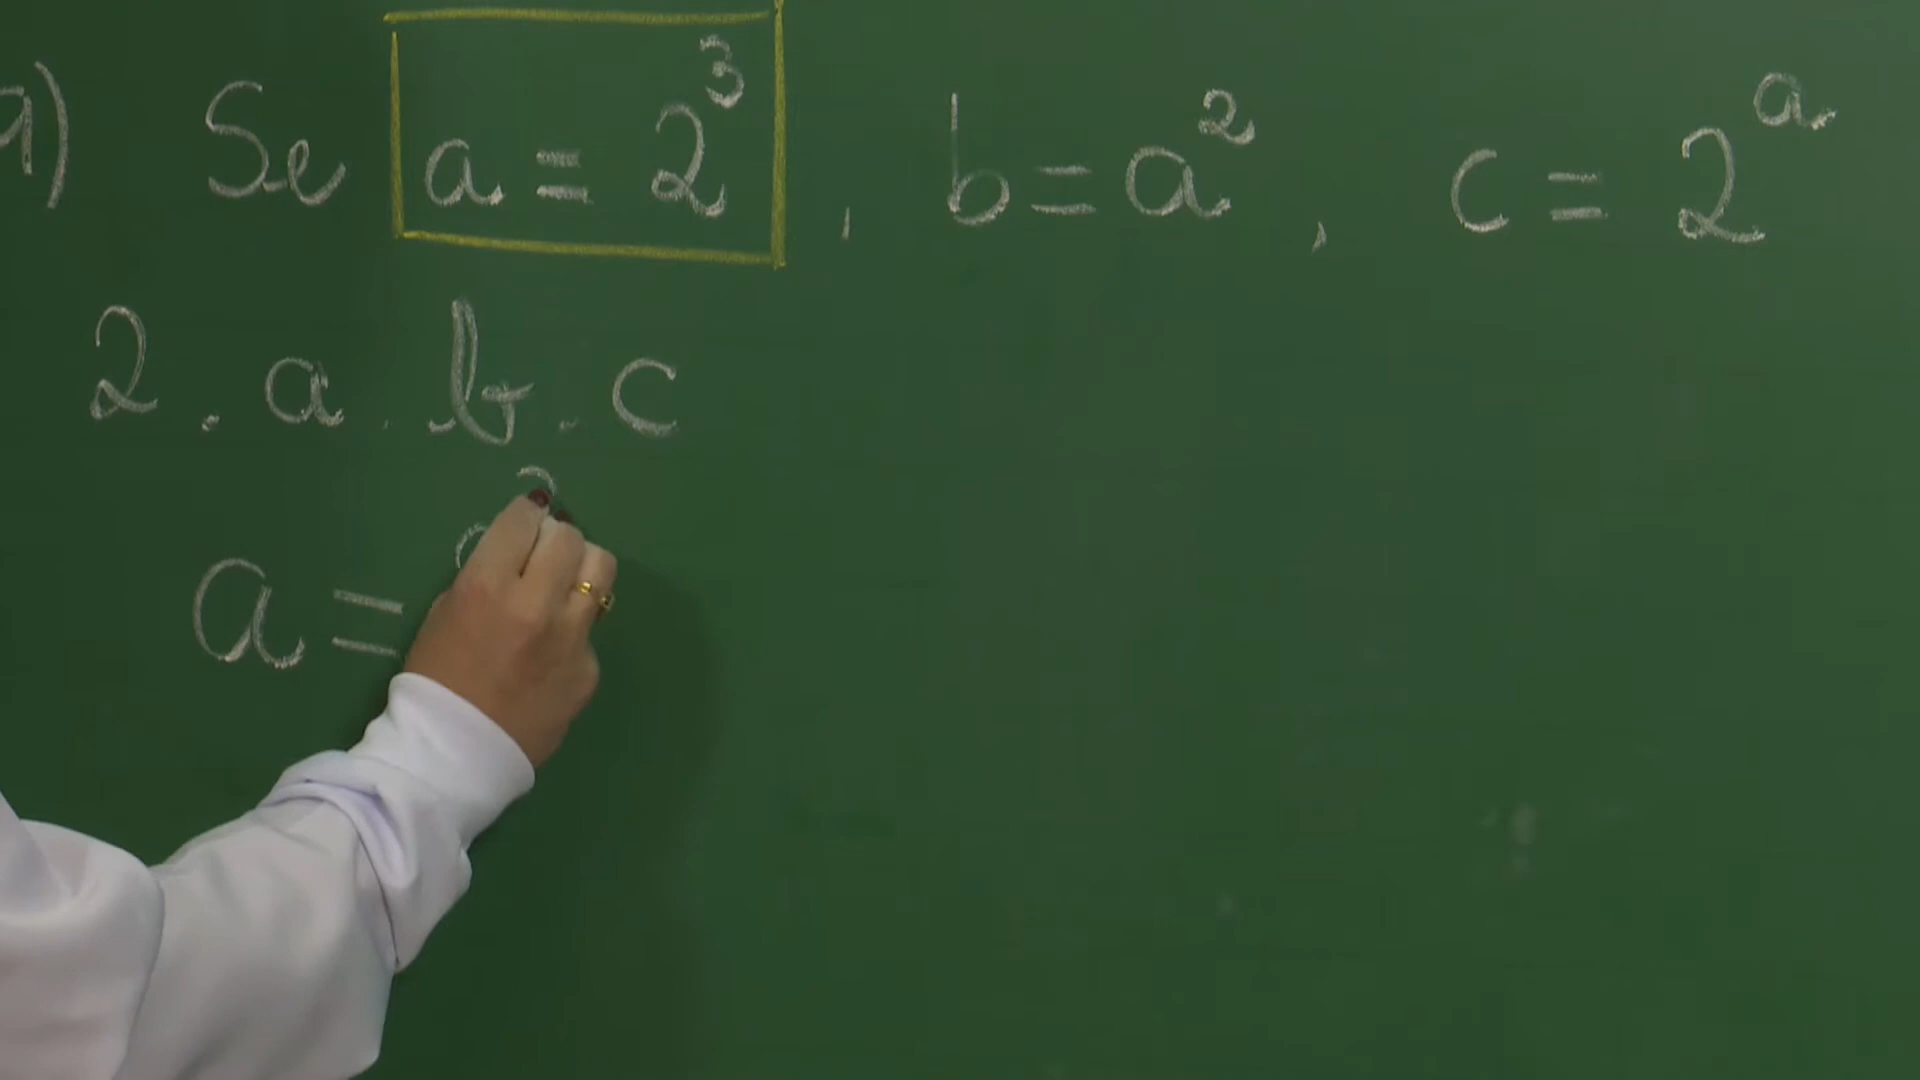 a) Se a = 2³, b = a², c = 2ᵃ
2 . a . b . c
a =